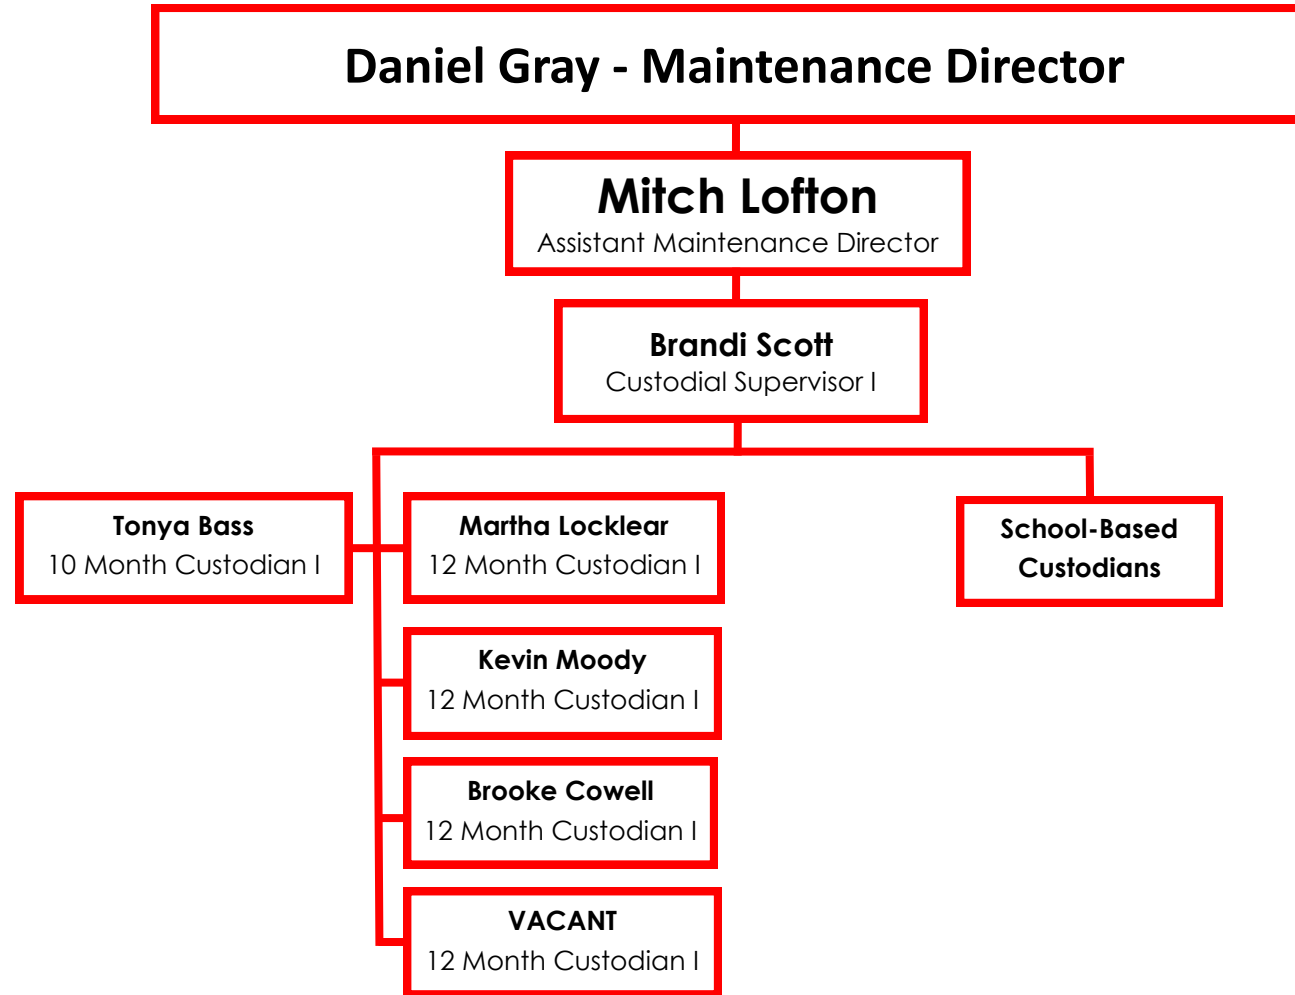 Daniel Gray - Maintenance Director
Mitch Lofton
Assistant Maintenance Director
Brandi Scott
Custodial Supervisor I
Tonya Bass
10 Month Custodian I
Martha Locklear
12 Month Custodian I
School-Based
Custodians
Kevin Moody
12 Month Custodian I
Brooke Cowell
12 Month Custodian I
VACANT
12 Month Custodian I